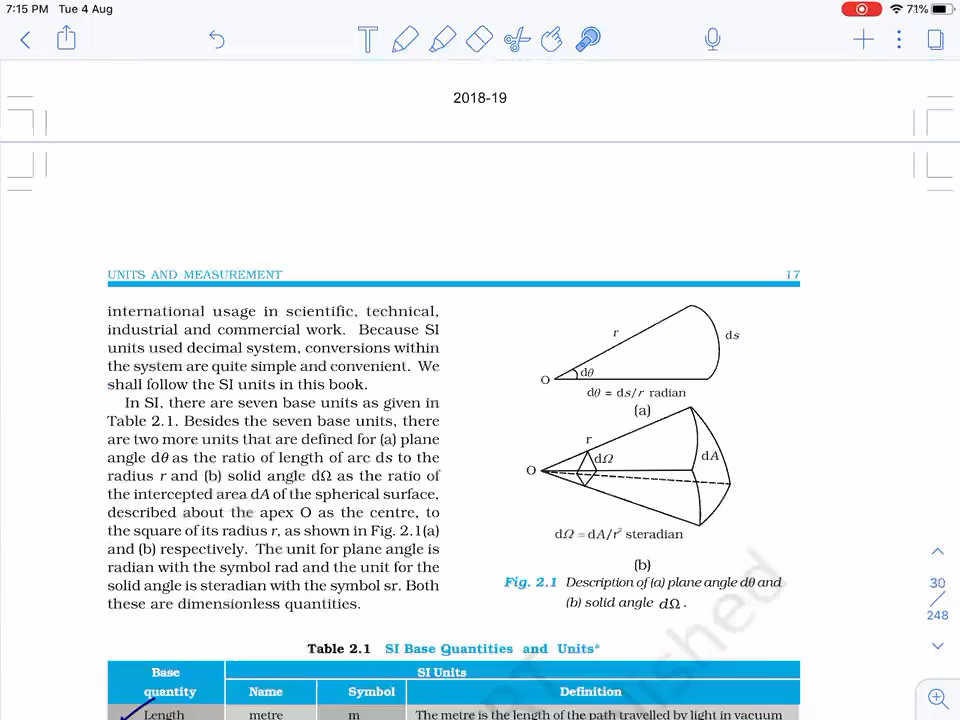 7:15 PM Tue 4 Aug
71%
2018-19
UNITS AND MEASUREMENT
17
international usage in scientific, technical,
industrial and commercial work. Because SI
units used decimal system, conversions within
the system are quite simple and convenient. We
shall follow the SI units in this book.
In SI, there are seven base units as given in
Table 2.1. Besides the seven base units, there
are two more units that are defined for (a) plane
angle dθ as the ratio of length of arc ds to the
radius r and (b) solid angle dΩ as the ratio of
the intercepted area dA of the spherical surface,
described about the apex O as the centre, to
the square of its radius r, as shown in Fig. 2.1(a)
and (b) respectively. The unit for plane angle is
radian with the symbol rad and the unit for the
solid angle is steradian with the symbol sr. Both
these are dimensionless quantities.
r
ds
O
dθ
dθ = ds/r radian
(a)
r
dΩ
dA
O
dΩ = dA/r² steradian
(b)
Fig. 2.1 Description of (a) plane angle dθ and
(b) solid angle dΩ .
30
248
Table 2.1 SI Base Quantities and Units*
Base
quantity
SI Units
Name
Symbol
Definition
Length
metre
m
The metre is the length of the path travelled by light in vacuum